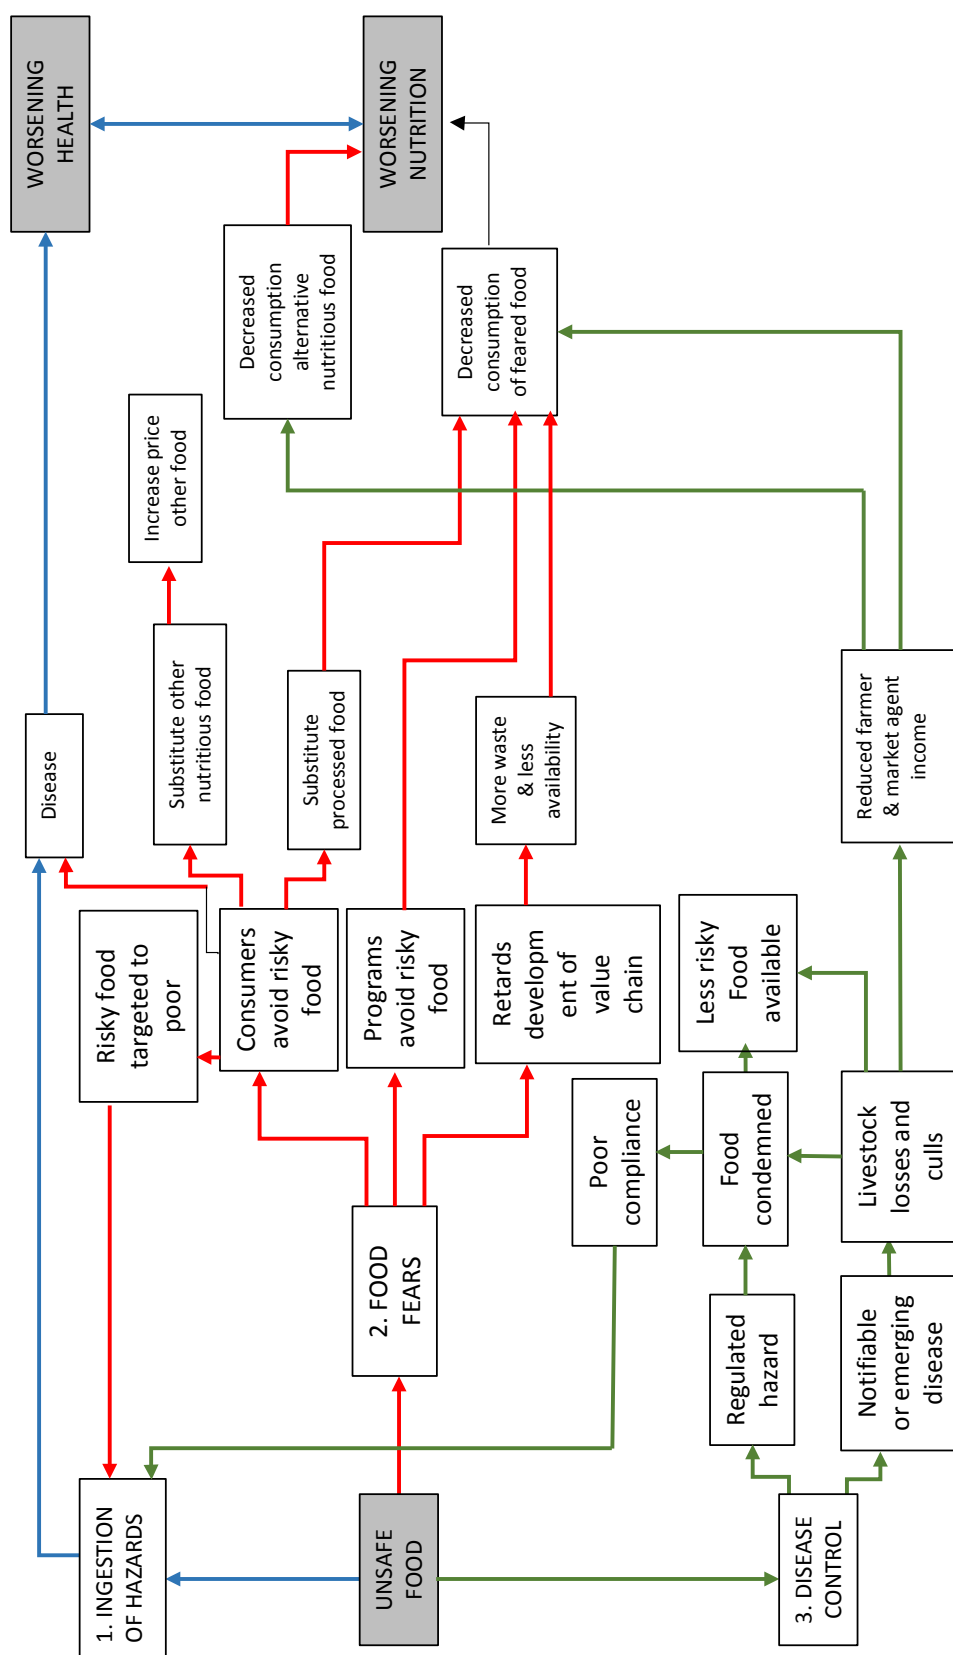 WORSENING
HEALTH
WORSENING
NUTRITION
Decreased
consumption
alternative
nutritious food
Decreased
consumption
of feared food
Increase price
other food
Disease
Substitute other
nutritious food
Substitute
processed food
More waste
& less
availability
Reduced farmer
& market agent
income
Risky food
targeted to
poor
Consumers
avoid risky
food
Programs
avoid risky
food
Retards
developm
ent of
value
chain
Less risky
Food
available
Poor
compliance
Food
condemned
Livestock
losses and
culls
2. FOOD
FEARS
Regulated
hazard
Notifiable
or emerging
disease
1. INGESTION
OF HAZARDS
UNSAFE
FOOD
3. DISEASE
CONTROL